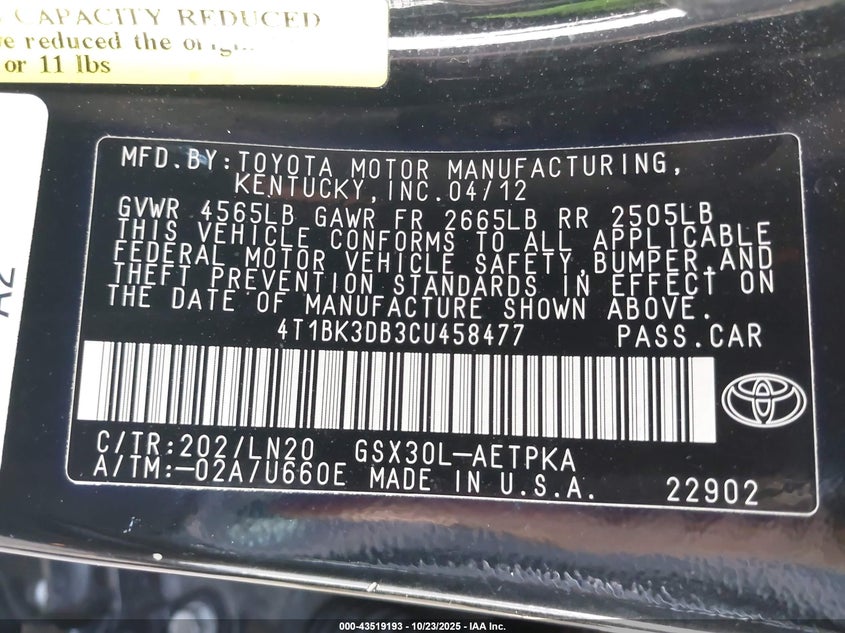 CAPACITY REDUCED
reduced the
or 11 lbs
MFD.BY:TOYOTA MOTOR MANUFACTURING,
KENTUCKY,INC.04/12
GVWR 4565LB GAWR FR 2665LB RR 2505LB
THIS VEHICLE CONFORMS TO ALL APPLICABLE
FEDERAL MOTOR VEHICLE SAFETY,BUMPER,AND
THEFT PREVENTION STANDARDS IN EFFECT ON
THE DATE OF MANUFACTURE SHOWN ABOVE.
4T1BK3DB3CU458477 PASS.CAR
C/TR:202/LN20 GSX30L-AETPKA
A/TM:-02A/U660E MADE IN U.S.A. 22902
000-43519193 - 10/23/2025 - IAA Inc.